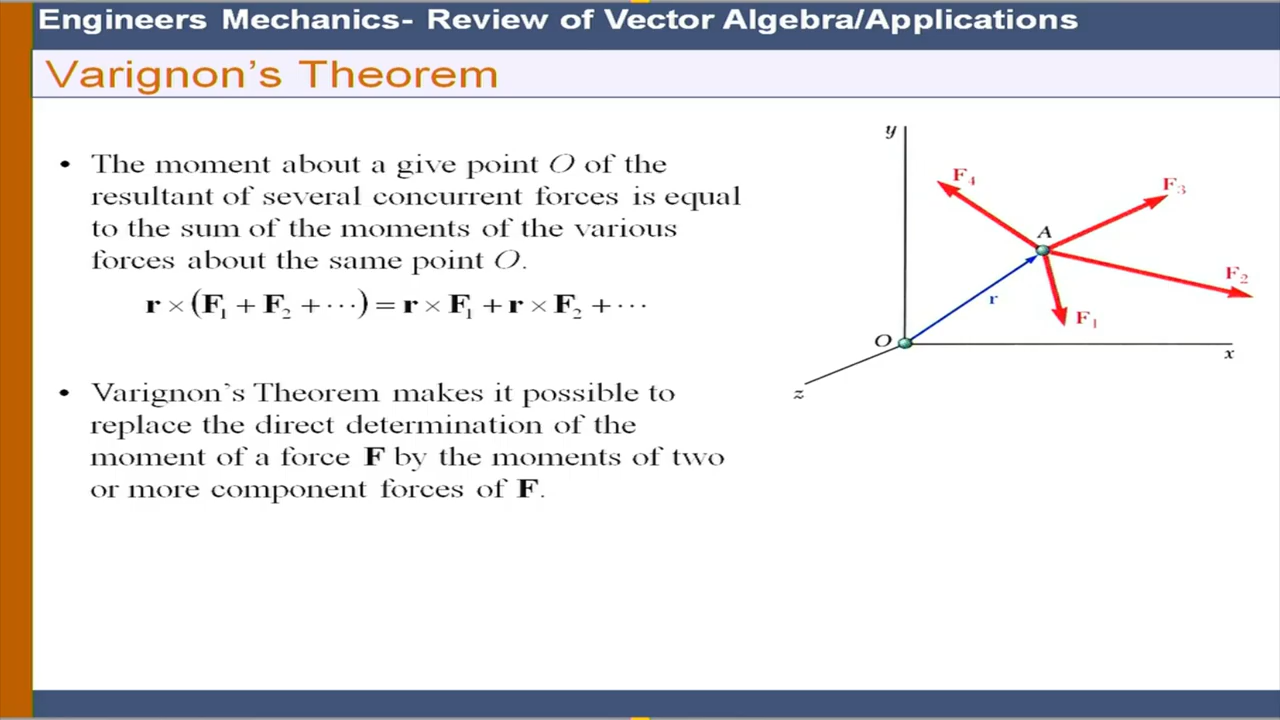 Engineers Mechanics- Review of Vector Algebra/Applications
Varignon's Theorem
• The moment about a give point O of the
resultant of several concurrent forces is equal
to the sum of the moments of the various
forces about the same point O.
r × (F₁ + F₂ + ⋯) = r × F₁ + r × F₂ + ⋯
• Varignon's Theorem makes it possible to
replace the direct determination of the
moment of a force F by the moments of two
or more component forces of F.
y
F₄
F₃
A
F₂
r
F₁
O
x
z